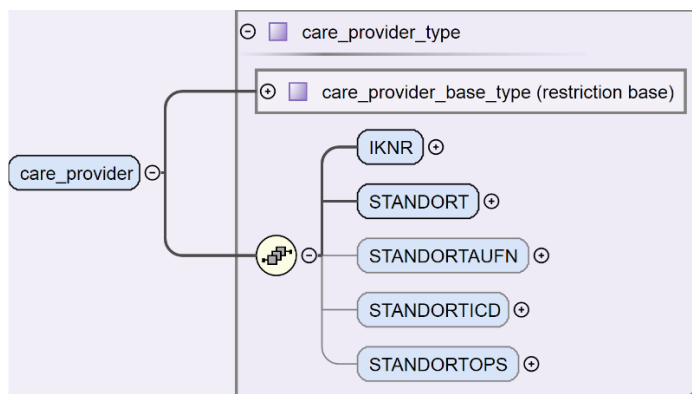 care_provider_type
care_provider_base_type (restriction base)
IKNR
care_provider
STANDORT
STANDORTAUFN
STANDORTICD
STANDORTOPS